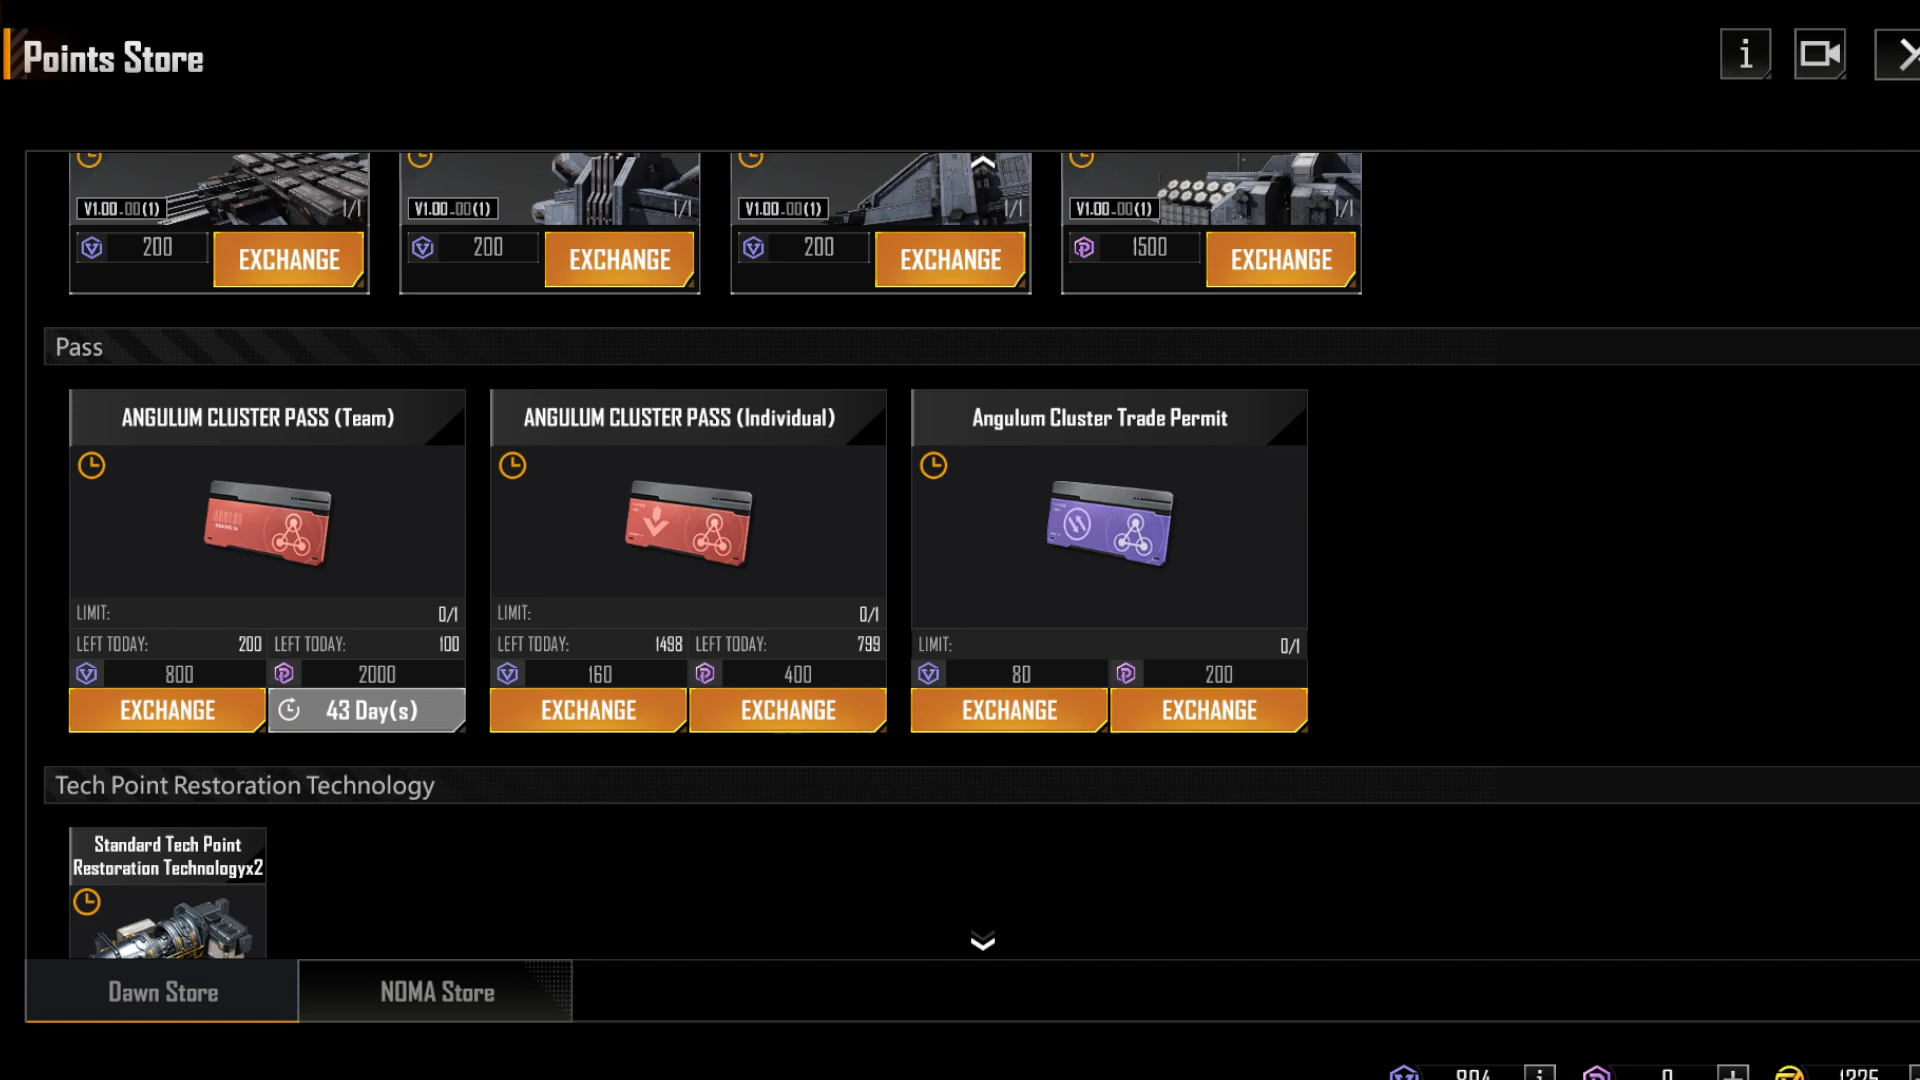 Points Store
V1.00-00(1) 1/1
V1.00-00(1) 1/1
V1.00-00(1) 1/1
V1.00-00(1) 1/1
200 EXCHANGE
200 EXCHANGE
200 EXCHANGE
1500 EXCHANGE
Pass
ANGULUM CLUSTER PASS (Team)
LIMIT: 0/1
LEFT TODAY: 200 LEFT TODAY: 100
800 2000
EXCHANGE 43 Day(s)
ANGULUM CLUSTER PASS (Individual)
LIMIT: 0/1
LEFT TODAY: 1498 LEFT TODAY: 799
160 400
EXCHANGE EXCHANGE
Angulum Cluster Trade Permit
LIMIT: 0/1
80 200
EXCHANGE EXCHANGE
Tech Point Restoration Technology
Standard Tech Point
Restoration Technologyx2
Dawn Store
NOMA Store
804 0 1225